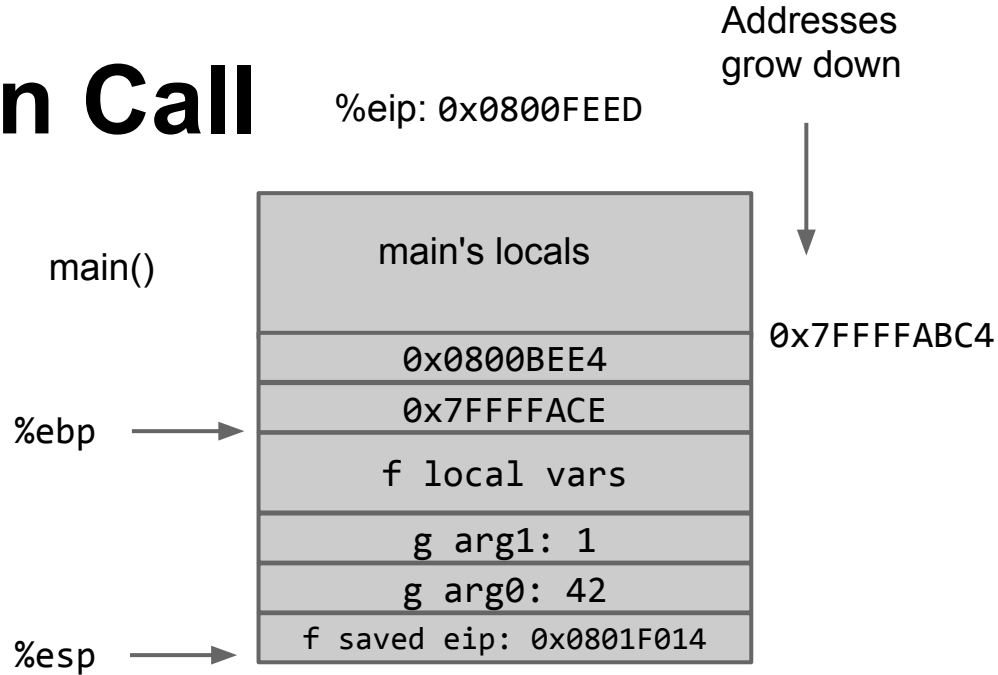 Addresses
grow down
n Call
%eip: 0x0800FEED
main()
main's locals
0x7FFFFABC4
0x0800BEE4
0x7FFFFACE
%ebp
f local vars
g arg1: 1
g arg0: 42
f saved eip: 0x0801F014
%esp